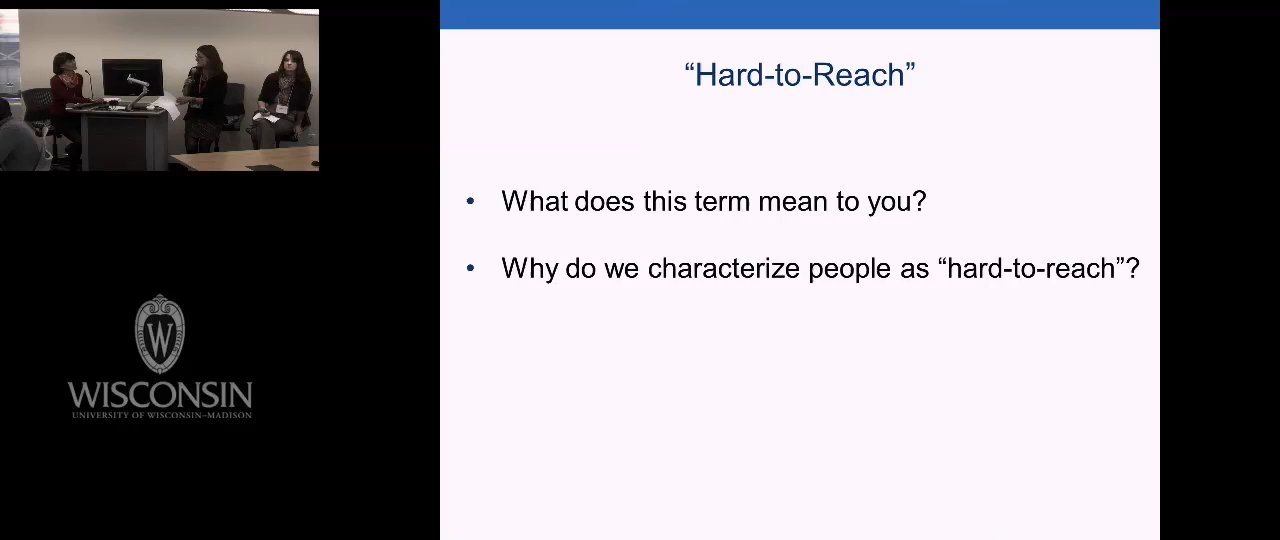 “Hard-to-Reach”
• What does this term mean to you?
• Why do we characterize people as “hard-to-reach”?
W
WISCONSIN
UNIVERSITY OF WISCONSIN–MADISON